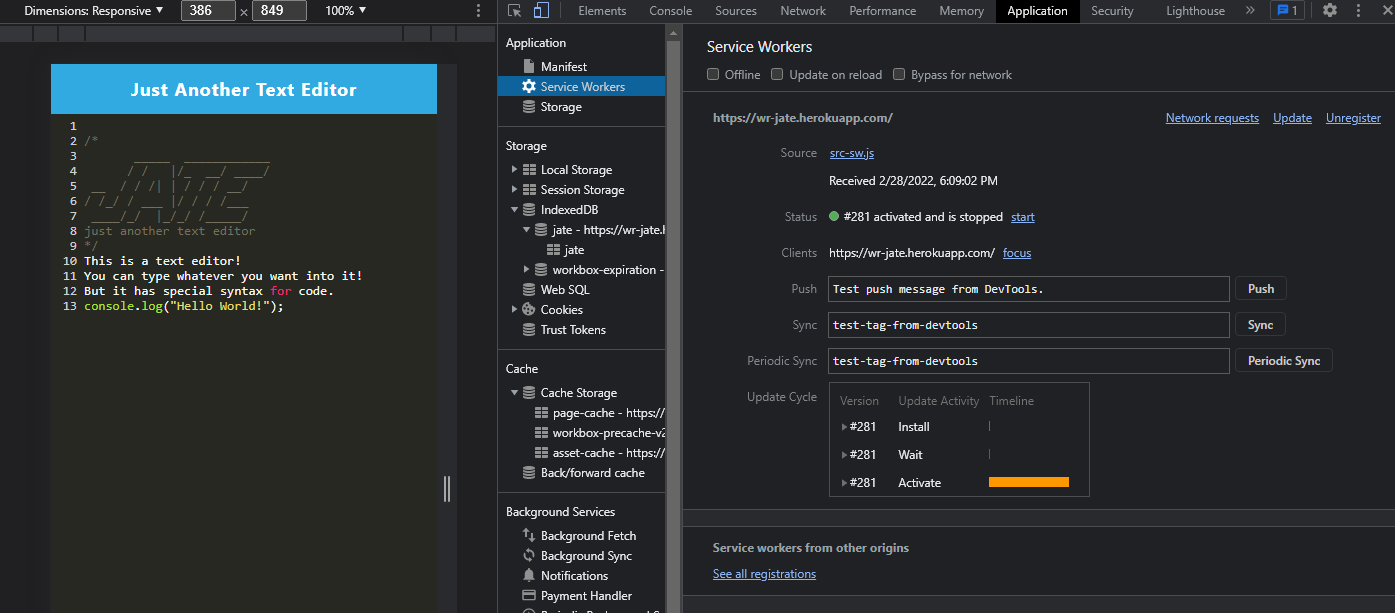 Dimensions: Responsive ▼ 386 × 849 100% ▼
Elements Console Sources Network Performance Memory Application Security Lighthouse » 1
Just Another Text Editor
1
2 /*
3 _____ ____________
4 / / |/_ __/ ____/
5 __ / / /| | / / / __/
6 / /_/ / ___ |/ / / /___
7 ____/_/ |_/_/ /_____/
8 just another text editor
9 */
10 This is a text editor!
11 You can type whatever you want into it!
12 But it has special syntax for code.
13 console.log("Hello World!");
Application
Manifest
Service Workers
Storage
Storage
Local Storage
Session Storage
IndexedDB
jate - https://wr-jate.
jate
workbox-expiration -
Web SQL
Cookies
Trust Tokens
Cache
Cache Storage
page-cache - https://
workbox-precache-v2
asset-cache - https://
Back/forward cache
Background Services
Background Fetch
Background Sync
Notifications
Payment Handler
Service Workers
Offline Update on reload Bypass for network
https://wr-jate.herokuapp.com/ Network requests Update Unregister
Source src-sw.js
Received 2/28/2022, 6:09:02 PM
Status #281 activated and is stopped start
Clients https://wr-jate.herokuapp.com/ focus
Push Test push message from DevTools. Push
Sync test-tag-from-devtools Sync
Periodic Sync test-tag-from-devtools Periodic Sync
Update Cycle Version Update Activity Timeline
#281 Install
#281 Wait
#281 Activate
Service workers from other origins
See all registrations